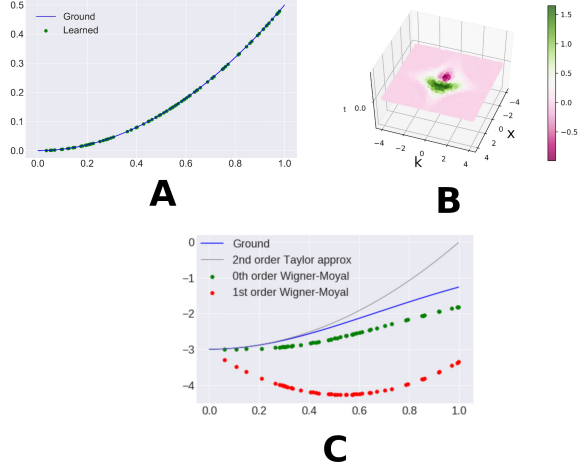 0.5
0.4
0.3
0.2
0.1
0.0
Ground
Learned
0.0 0.2 0.4 0.6 0.8 1.0
A
t 0.0
−4 −2 0 2 4
k
−4
−2
0
2
4
x
1.5
1.0
0.5
0.0
−0.5
B
0
−1
−2
−3
−4
Ground
2nd order Taylor approx
0th order Wigner-Moyal
1st order Wigner-Moyal
0.0 0.2 0.4 0.6 0.8 1.0
C